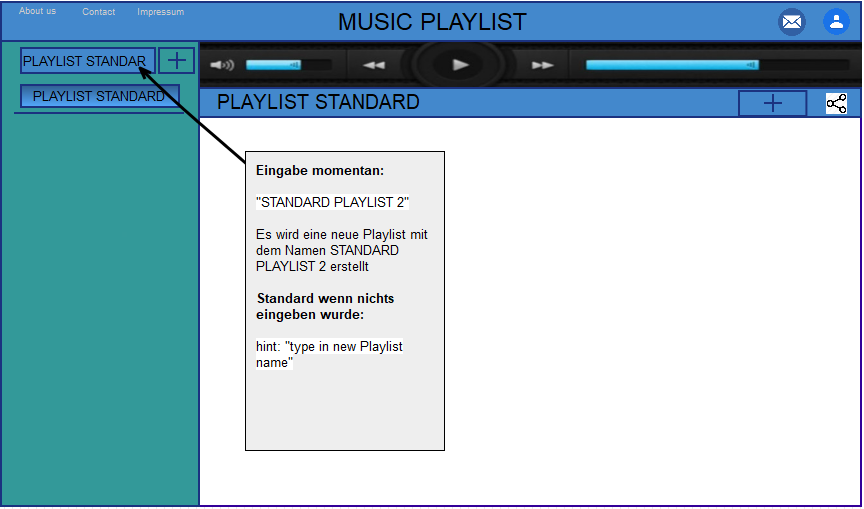 About us
Contact
Impressum
MUSIC PLAYLIST
PLAYLIST STANDAR
PLAYLIST STANDARD
PLAYLIST STANDARD
Eingabe momentan:
"STANDARD PLAYLIST 2"
Es wird eine neue Playlist mit
dem Namen STANDARD
PLAYLIST 2 erstellt
Standard wenn nichts
eingeben wurde:
hint: "type in new Playlist
name"